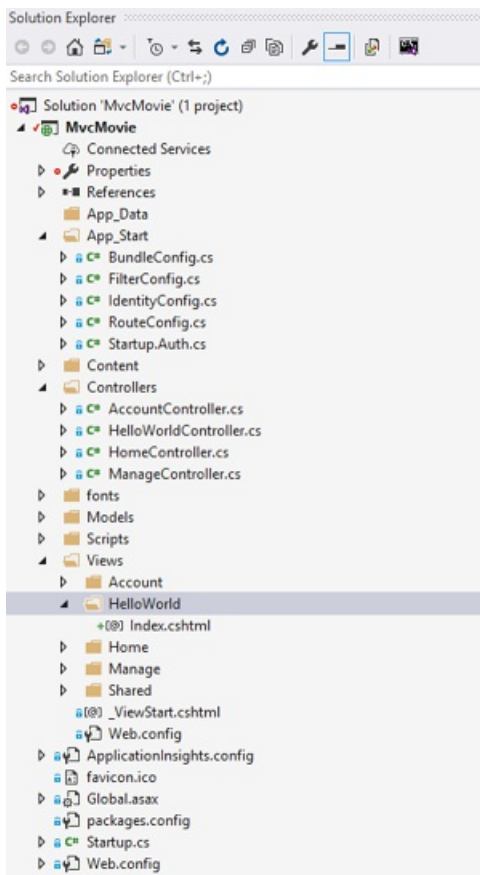 Solution Explorer
Search Solution Explorer (Ctrl+;)
Solution 'MvcMovie' (1 project)
MvcMovie
Connected Services
Properties
References
App_Data
App_Start
C# BundleConfig.cs
C# FilterConfig.cs
C# IdentityConfig.cs
C# RouteConfig.cs
C# Startup.Auth.cs
Content
Controllers
C# AccountController.cs
C# HelloWorldController.cs
C# HomeController.cs
C# ManageController.cs
fonts
Models
Scripts
Views
Account
HelloWorld
+[@] Index.cshtml
Home
Manage
Shared
[@] _ViewStart.cshtml
Web.config
ApplicationInsights.config
favicon.ico
Global.asax
packages.config
C# Startup.cs
Web.config